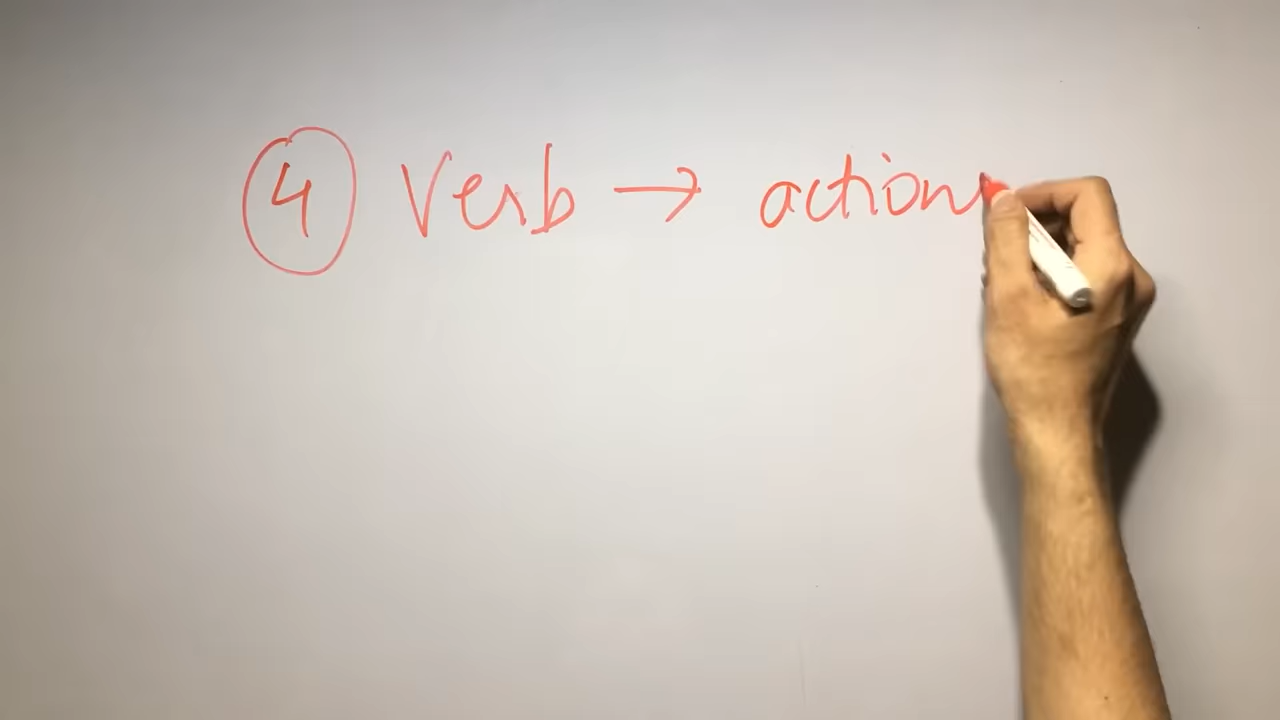 4 Verb → action